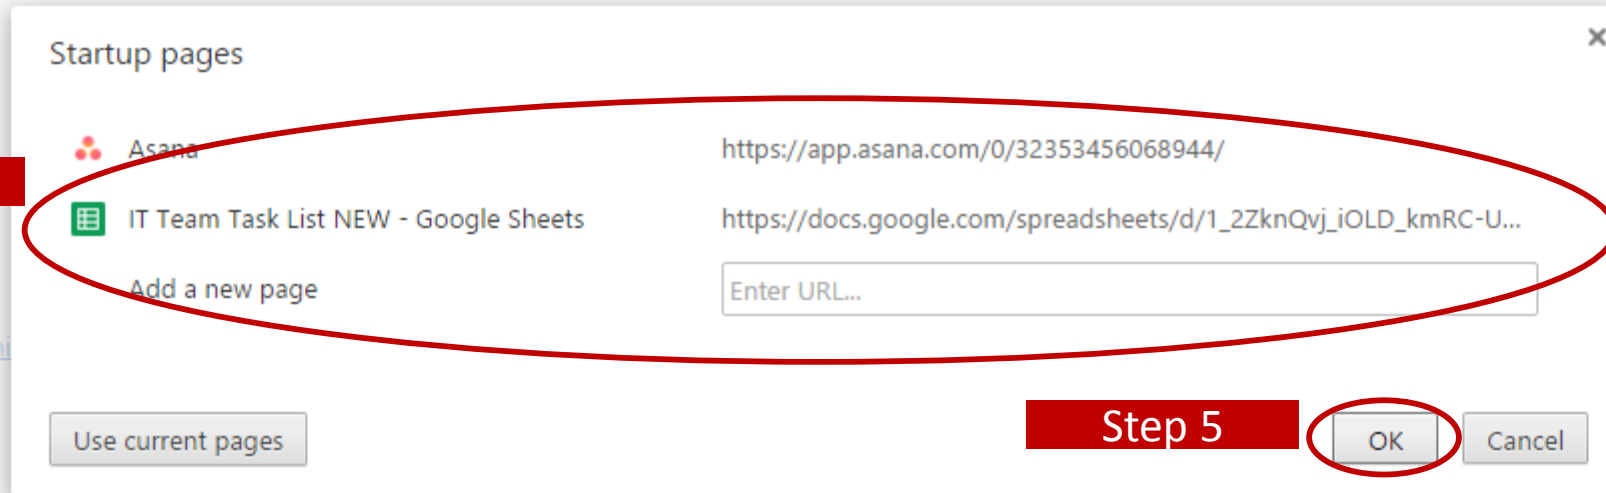 Startup pages
Asana https://app.asana.com/0/32353456068944/
IT Team Task List NEW - Google Sheets https://docs.google.com/spreadsheets/d/1_2ZknQvj_iOLD_kmRC-U...
Add a new page Enter URL...
Use current pages Step 5 OK Cancel